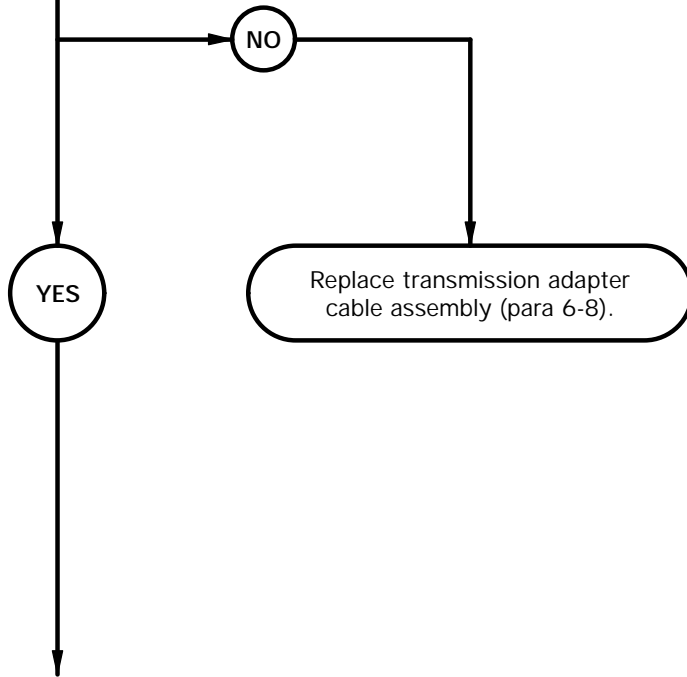 NO
YES
Replace transmission adapter
cable assembly (para 6-8).